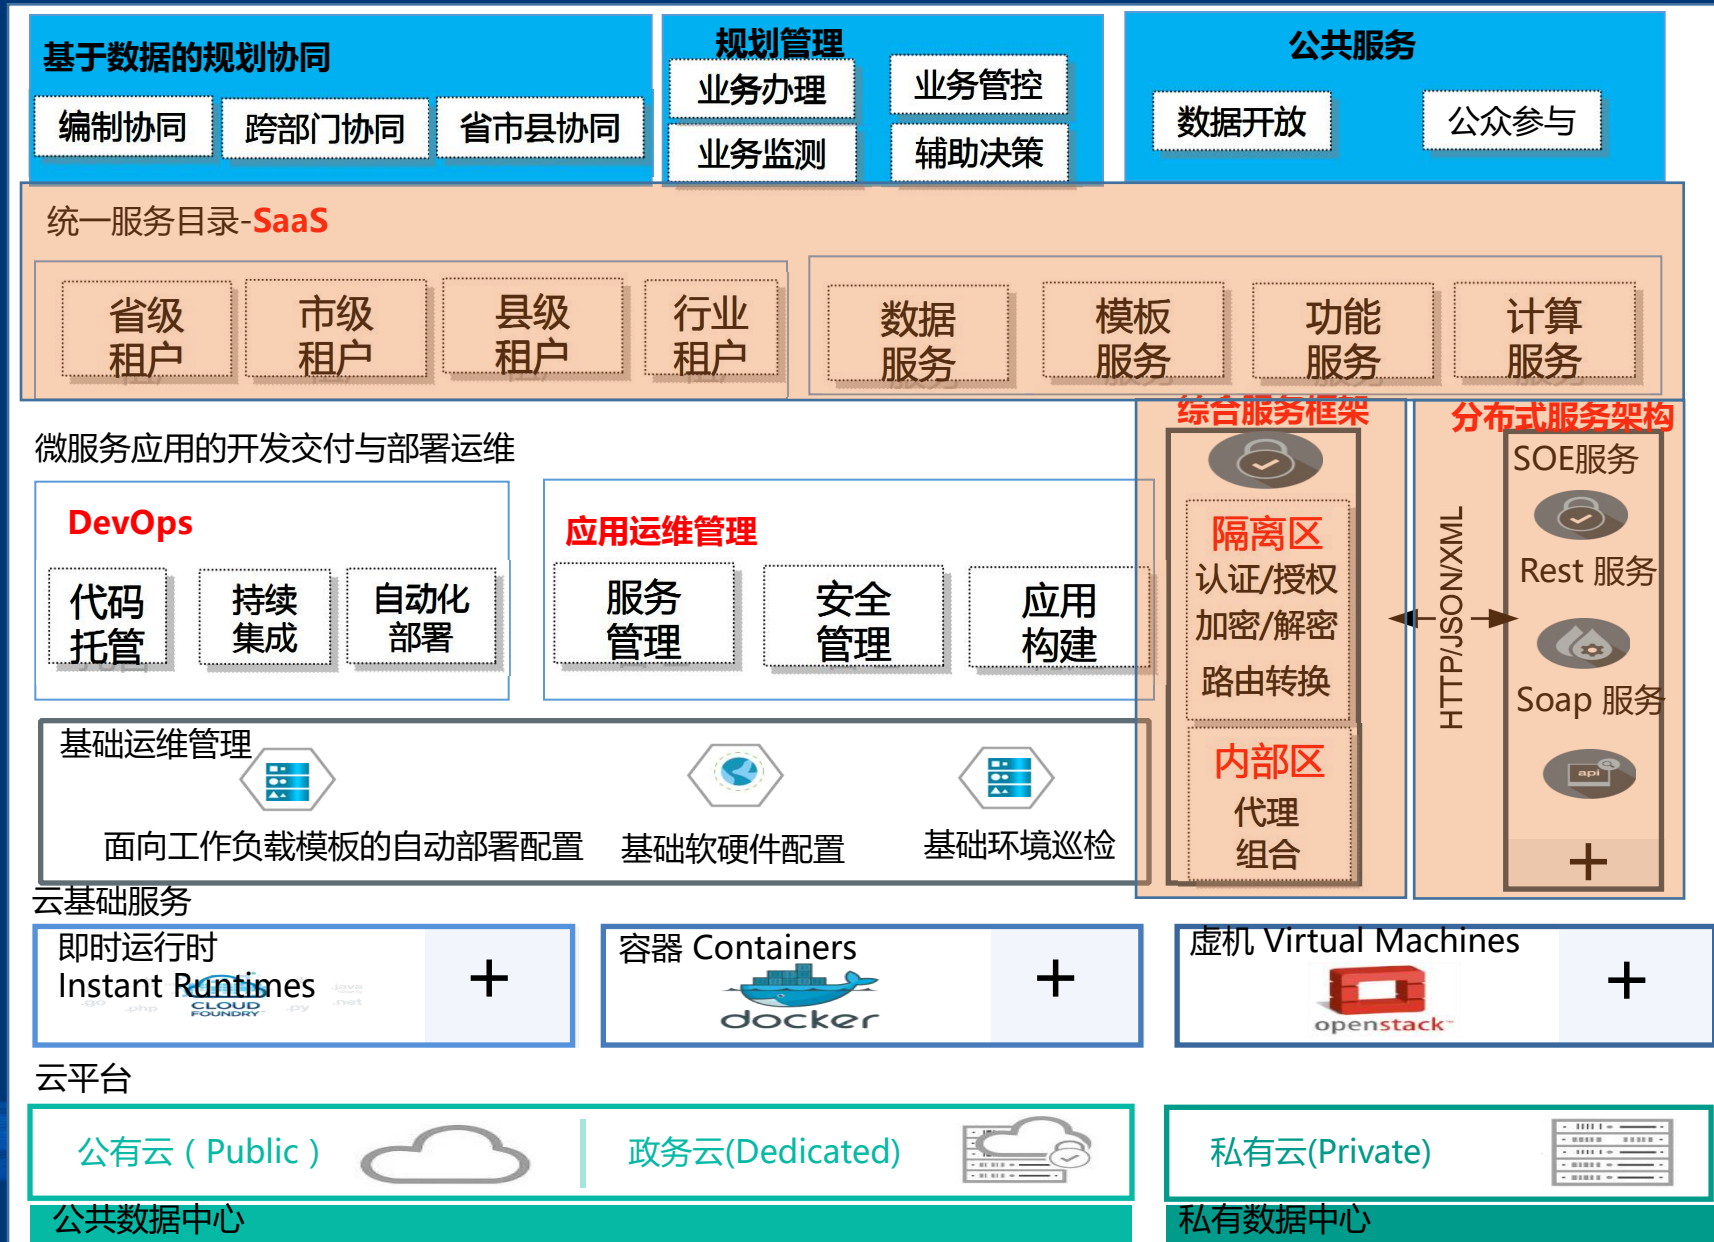 基于数据的规划协同
编制协同
跨部门协同
省市县协同
规划管理
业务办理
业务管控
业务监测
辅助决策
公共服务
数据开放
公众参与
统一服务目录-SaaS
省级
租户
市级
租户
县级
租户
行业
租户
数据
服务
模板
服务
功能
服务
计算
服务
微服务应用的开发交付与部署运维
DevOps
代码
托管
持续
集成
自动化
部署
应用运维管理
服务
管理
安全
管理
应用
构建
综合服务框架
隔离区
认证/授权
加密/解密
路由转换
内部区
代理
组合
HTTP/JSON/XML
分布式服务架构
SOE服务
Rest 服务
Soap 服务
api
+
基础运维管理
面向工作负载模板的自动部署配置
基础软硬件配置
基础环境巡检
云基础服务
即时运行时
Instant Runtimes
.go
.php
CLOUD
FOUNDRY
.py
.java
.net
+
容器 Containers
docker
+
虚机 Virtual Machines
openstack
+
云平台
公有云（Public）
政务云(Dedicated)
私有云(Private)
公共数据中心
私有数据中心